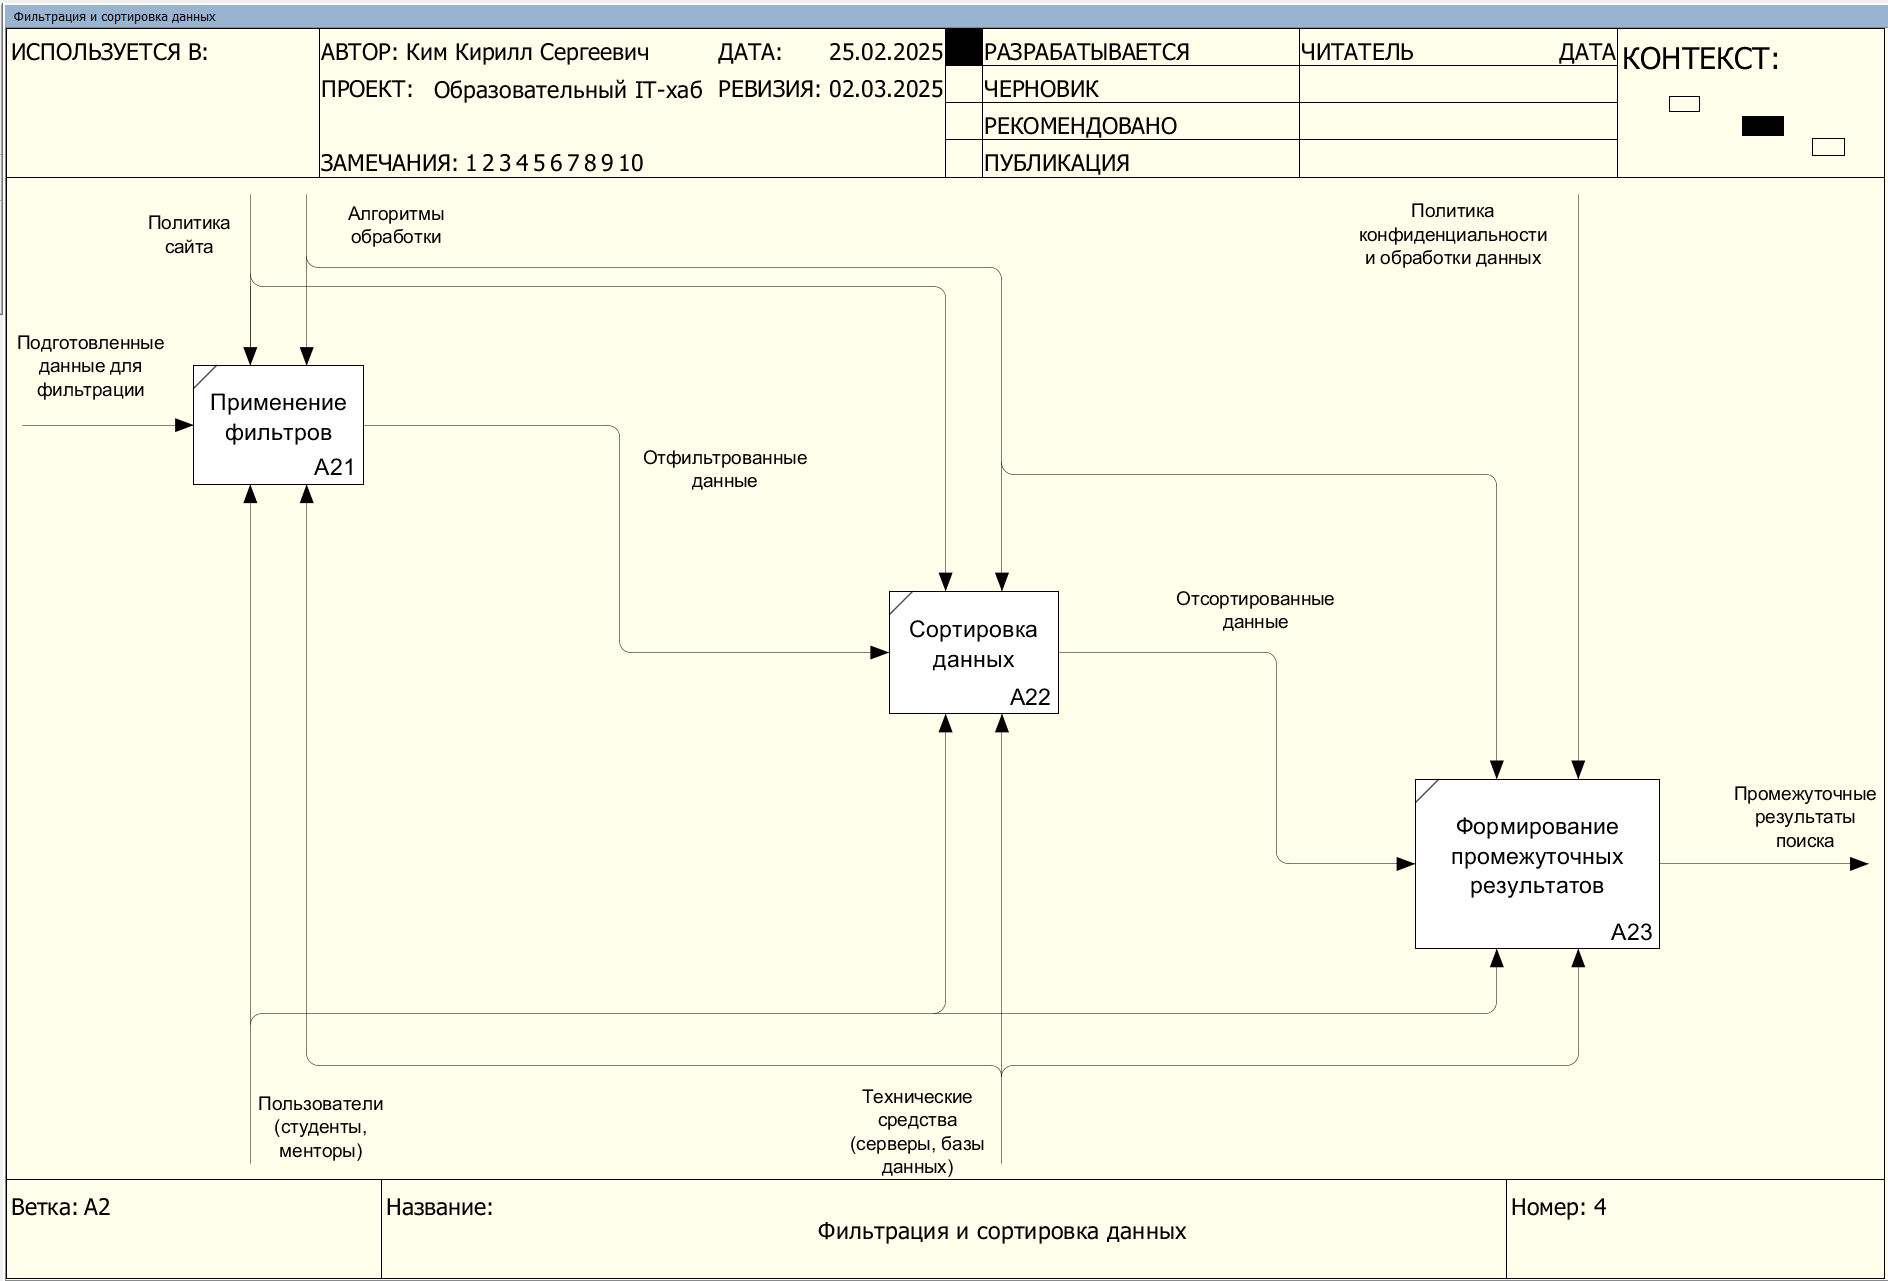 Фильтрация и сортировка данных
ИСПОЛЬЗУЕТСЯ В:
АВТОР: Ким Кирилл Сергеевич
ДАТА: 25.02.2025
ПРОЕКТ: Образовательный IT-хаб
РЕВИЗИЯ: 02.03.2025
ЗАМЕЧАНИЯ: 1 2 3 4 5 6 7 8 9 10
РАЗРАБАТЫВАЕТСЯ
ЧЕРНОВИК
РЕКОМЕНДОВАНО
ПУБЛИКАЦИЯ
ЧИТАТЕЛЬ
ДАТА
КОНТЕКСТ:
Политика
сайта
Алгоритмы
обработки
Политика
конфиденциальности
и обработки данных
Подготовленные
данные для
фильтрации
Применение
фильтров
A21
Отфильтрованные
данные
Сортировка
данных
A22
Отсортированные
данные
Формирование
промежуточных
результатов
A23
Промежуточные
результаты
поиска
Пользователи
(студенты,
менторы)
Технические
средства
(серверы, базы
данных)
Ветка: A2
Название:
Фильтрация и сортировка данных
Номер: 4